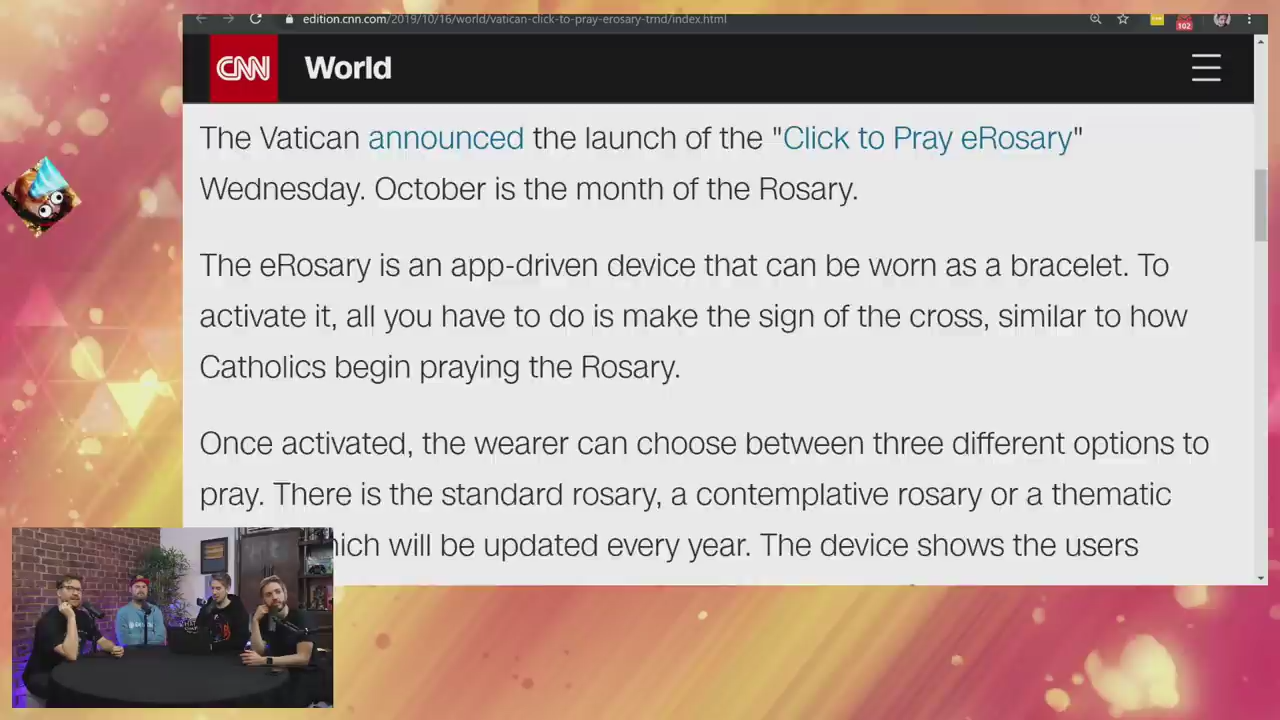 edition.cnn.com/2019/10/16/world/vatican-click-to-pray-erosary-trnd/index.html
102
CNN World
The Vatican announced the launch of the "Click to Pray eRosary"
Wednesday. October is the month of the Rosary.
The eRosary is an app-driven device that can be worn as a bracelet. To
activate it, all you have to do is make the sign of the cross, similar to how
Catholics begin praying the Rosary.
Once activated, the wearer can choose between three different options to
pray. There is the standard rosary, a contemplative rosary or a thematic
hich will be updated every year. The device shows the users